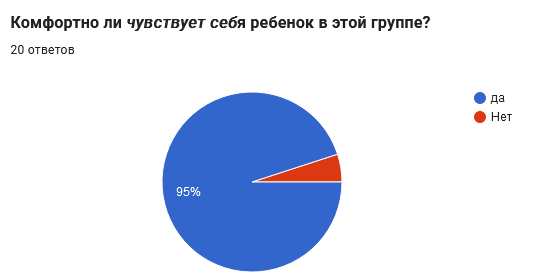 Комфортно ли чувствует себя ребенок в этой группе?
20 ответов
да
Нет
95%